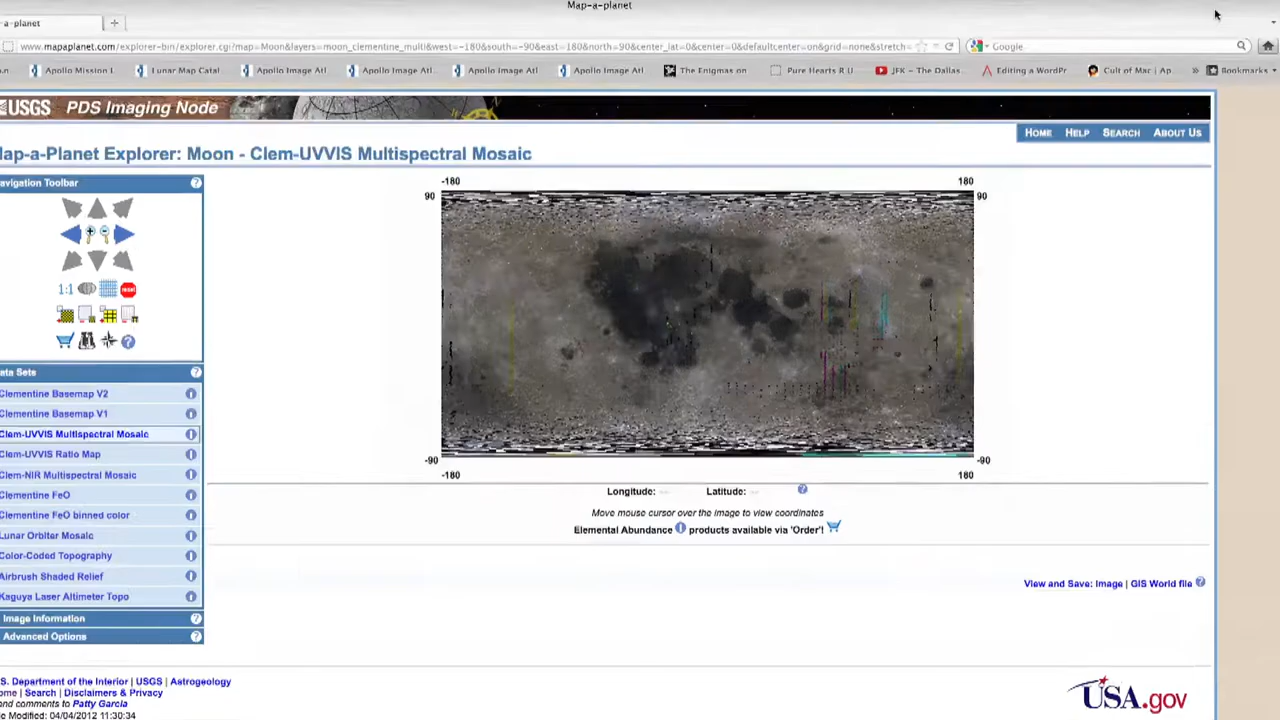 Map-a-planet
-a-planet
www.mapaplanet.com/explorer-bin/explorer.cgi?map=Moon&layers=moon_clementine_multi&west=-180&south=-90&east=180&north=90&center_lat=0&center=0&defaultcenter=on&grid=none&stretch=
Google
Apollo Mission I
Lunar Map Catal
Apollo Image Atl
Apollo Image Atl
Apollo Image Atl
Apollo Image Atl
The Enigmas on
Pure Hearts R U
JFK - The Dallas
Editing a WordPr
Cult of Mac | Ap
Bookmarks
USGS PDS Imaging Node
HOME HELP SEARCH ABOUT US
ap-a-Planet Explorer: Moon - Clem-UVVIS Multispectral Mosaic
avigation Toolbar
1:1
reset
ata Sets
Clementine Basemap V2
Clementine Basemap V1
Clem-UVVIS Multispectral Mosaic
Clem-UVVIS Ratio Map
Clem-NIR Multispectral Mosaic
Clementine FeO
Clementine FeO binned color
Lunar Orbiter Mosaic
Color-Coded Topography
Airbrush Shaded Relief
Kaguya Laser Altimeter Topo
Image Information
Advanced Options
-180 180
90 90
-90 -90
-180 180
Longitude: -- Latitude: --
Move mouse cursor over the image to view coordinates
Elemental Abundance products available via 'Order'!
View and Save: Image | GIS World file
S. Department of the Interior | USGS | Astrogeology
ome | Search | Disclaimers & Privacy
nd comments to Patty Garcia
e Modified: 04/04/2012 11:30:34
USA.gov